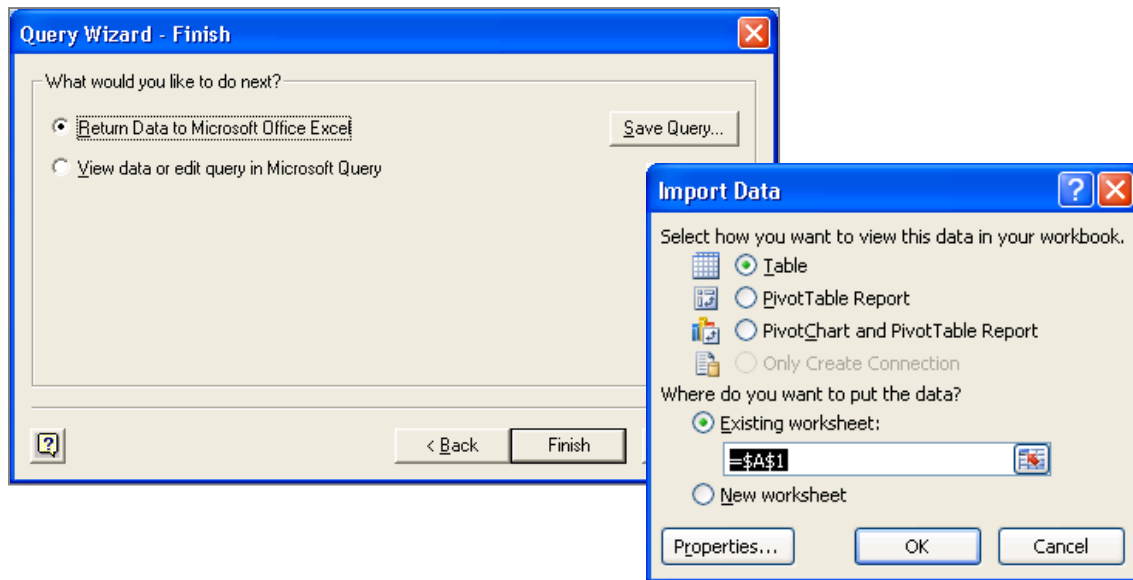 Query Wizard - Finish
What would you like to do next?
Return Data to Microsoft Office Excel
Save Query...
View data or edit query in Microsoft Query
< Back
Finish
Import Data
Select how you want to view this data in your workbook.
Table
PivotTable Report
PivotChart and PivotTable Report
Only Create Connection
Where do you want to put the data?
Existing worksheet:
=$A$1
New worksheet
Properties...
OK
Cancel